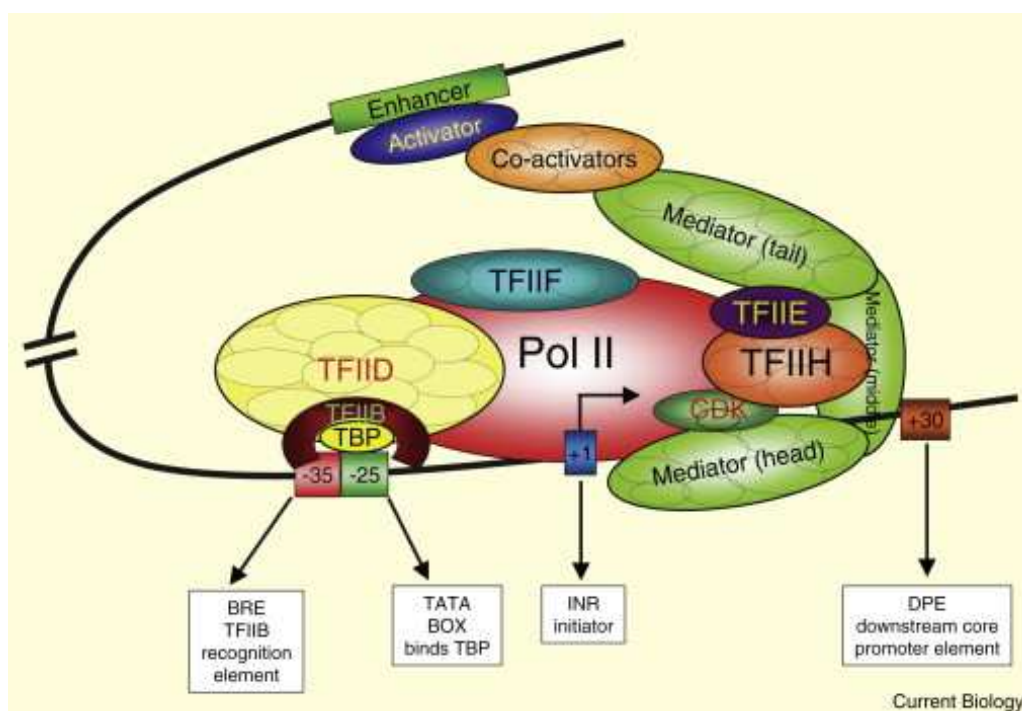 Enhancer
Activator
Co-activators
Mediator (tail)
TFIIF
TFIIE
Mediator (middle)
Pol II
TFIIH
TFIID
CDK
TFIIB
TBP
+30
+1
Mediator (head)
-35
-25
BRE
TFIIB
recognition
element
TATA
BOX
binds TBP
INR
initiator
DPE
downstream core
promoter element
Current Biology